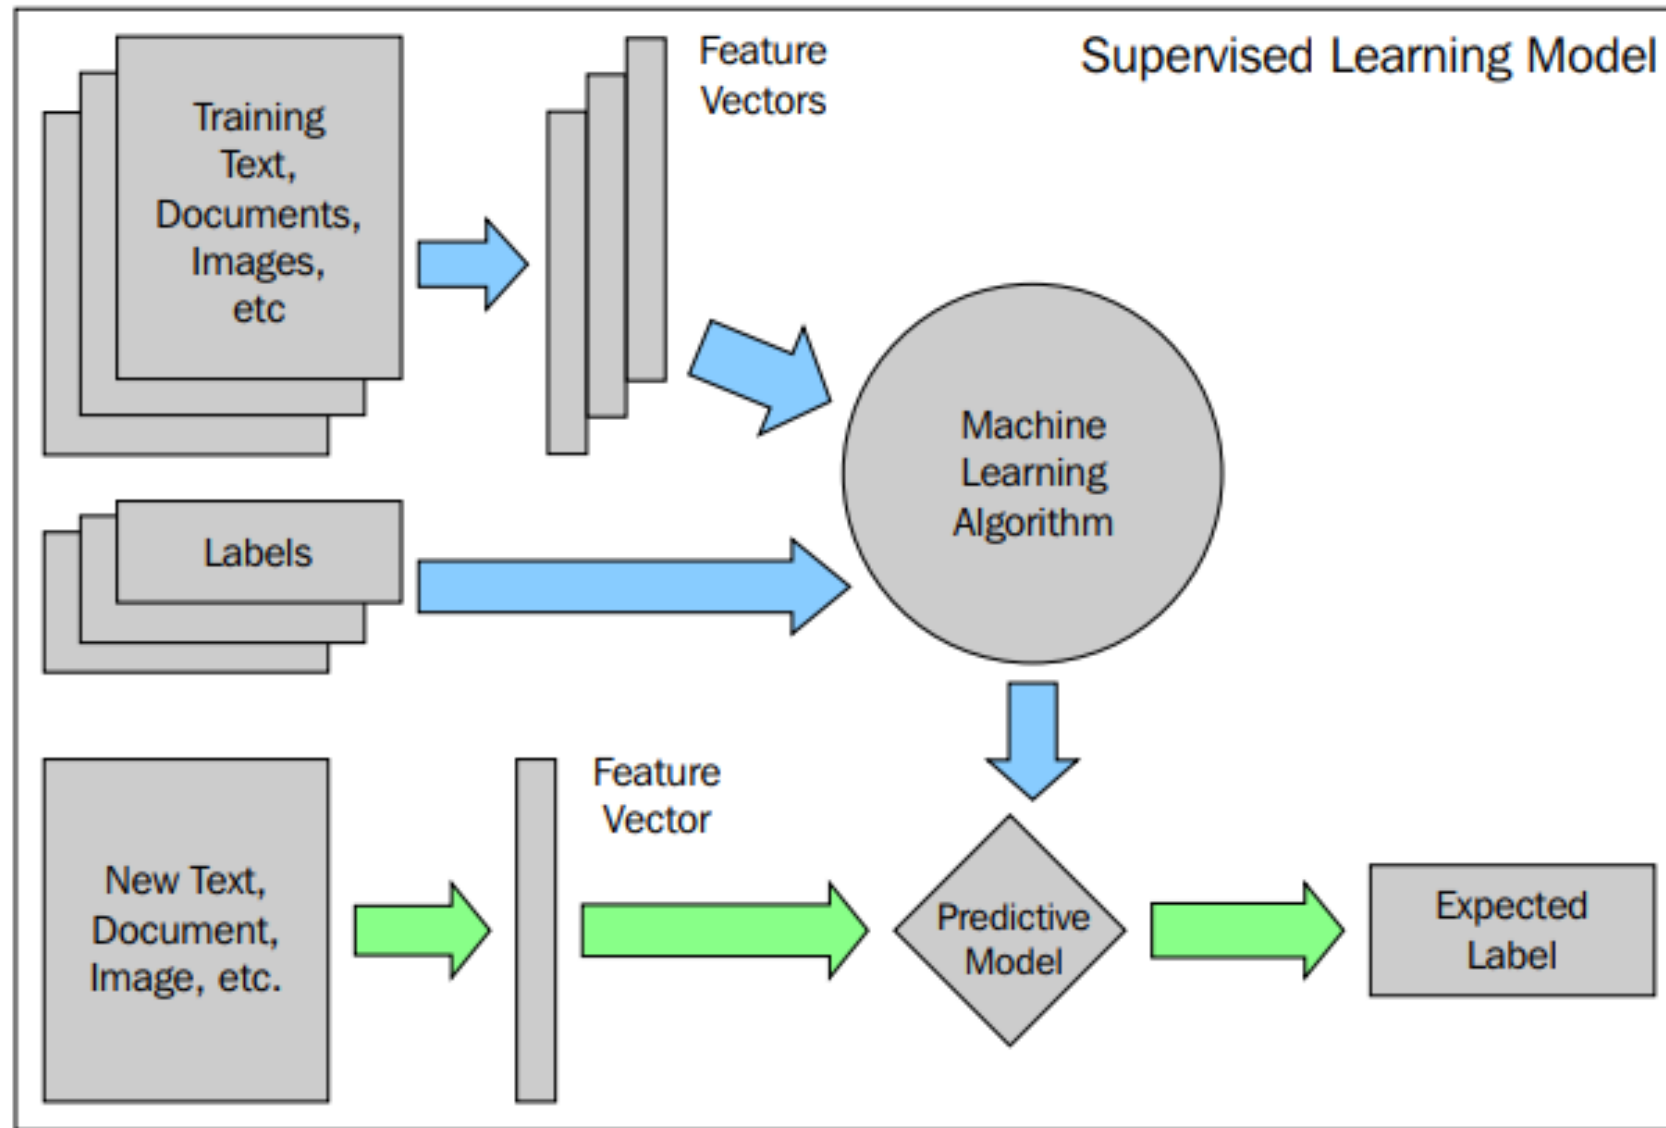 Supervised Learning Model
Training
Text,
Documents,
Images,
etc
Feature
Vectors
Machine
Learning
Algorithm
Labels
New Text,
Document,
Image, etc.
Feature
Vector
Predictive
Model
Expected
Label